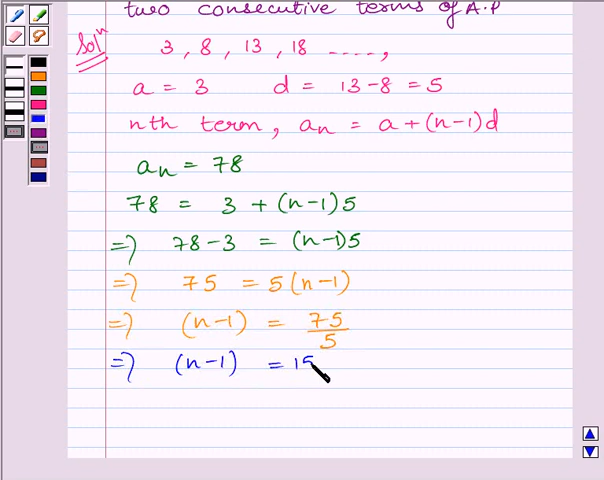 two consecutive terms of A.P
Solⁿ
3, 8, 13, 18 ....,
a = 3 d = 13-8 = 5
nth term, aₙ = a+(n-1)d
aₙ = 78
78 = 3 + (n-1)5
=) 78-3 = (n-1)5
=) 75 = 5(n-1)
=) (n-1) = 75/5
=) (n-1) = 15